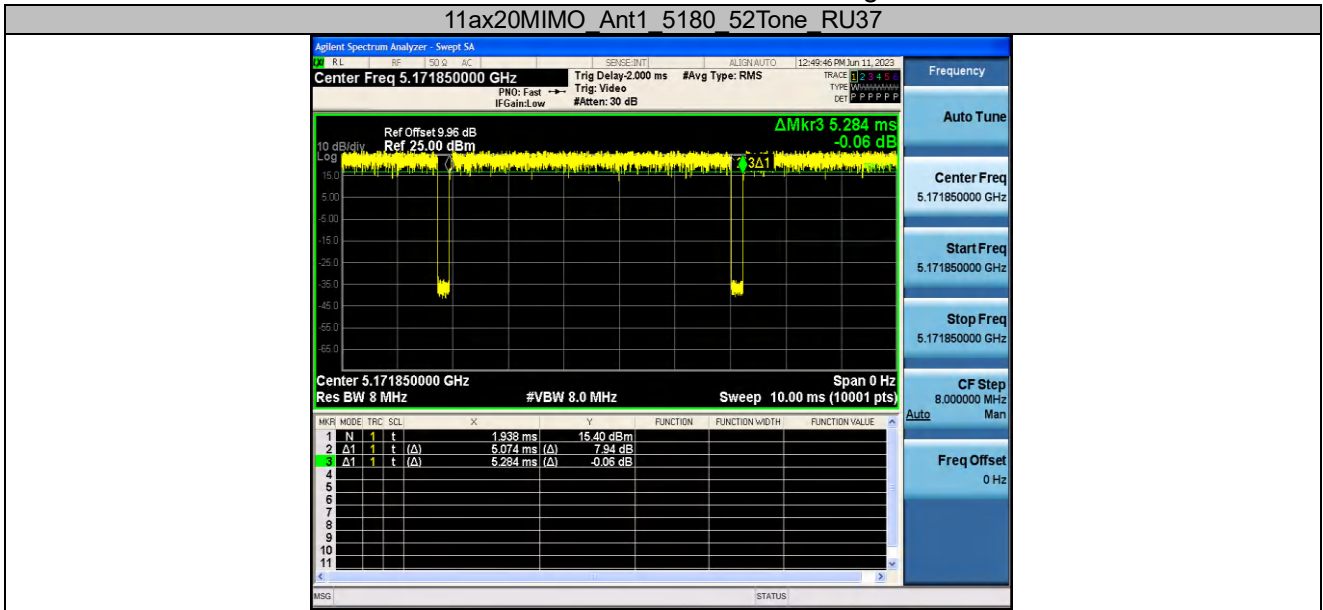 11ax20MIMO_Ant1_5180_52Tone_RU37
Agilent Spectrum Analyzer - Swept SA
RL RF 50 Ω AC SENSE:INT ALIGN AUTO 12:49:46 PM Jun 11, 2023
Center Freq 5.171850000 GHz Trig Delay-2.000 ms #Avg Type: RMS TRACE 1 2 3 4 5 6
PNO: Fast Trig: Video TYPE
IFGain:Low #Atten: 30 dB DET P P P P P P
ΔMkr3 5.284 ms
-0.06 dB
Ref Offset 9.96 dB
10 dB/div Ref 25.00 dBm
Log
3Δ1
15.0
5.00
-5.00
-15.0
-25.0
-35.0
-45.0
-55.0
-65.0
Center 5.171850000 GHz Span 0 Hz
Res BW 8 MHz #VBW 8.0 MHz Sweep 10.00 ms (10001 pts)
MKR MODE TRC SCL X Y FUNCTION FUNCTION WIDTH FUNCTION VALUE
1 N 1 t 1.938 ms 15.40 dBm
2 Δ1 1 t (Δ) 5.074 ms (Δ) 7.94 dB
3 Δ1 1 t (Δ) 5.284 ms (Δ) -0.06 dB
4
5
6
7
8
9
10
11
MSG STATUS
Frequency
Auto Tune
Center Freq
5.171850000 GHz
Start Freq
5.171850000 GHz
Stop Freq
5.171850000 GHz
CF Step
8.000000 MHz
Auto Man
Freq Offset
0 Hz